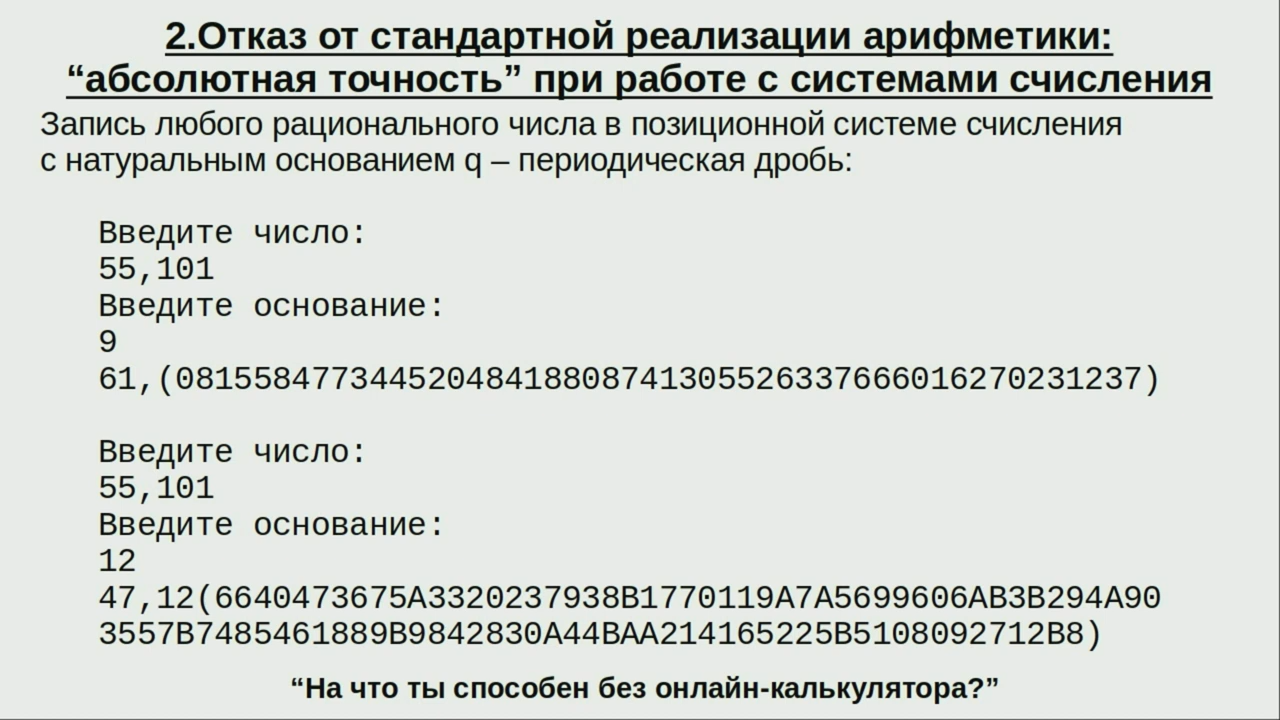 2.Отказ от стандартной реализации арифметики:
“абсолютная точность” при работе с системами счисления
Запись любого рационального числа в позиционной системе счисления
с натуральным основанием q – периодическая дробь:
Введите число:
55,101
Введите основание:
9
61,(08155847734452048418808741305526337666016270231237)
Введите число:
55,101
Введите основание:
12
47,12(6640473675A3320237938B1770119A7A5699606AB3B294A90
3557B7485461889B9842830A44BAA214165225B5108092712B8)
“На что ты способен без онлайн-калькулятора?”